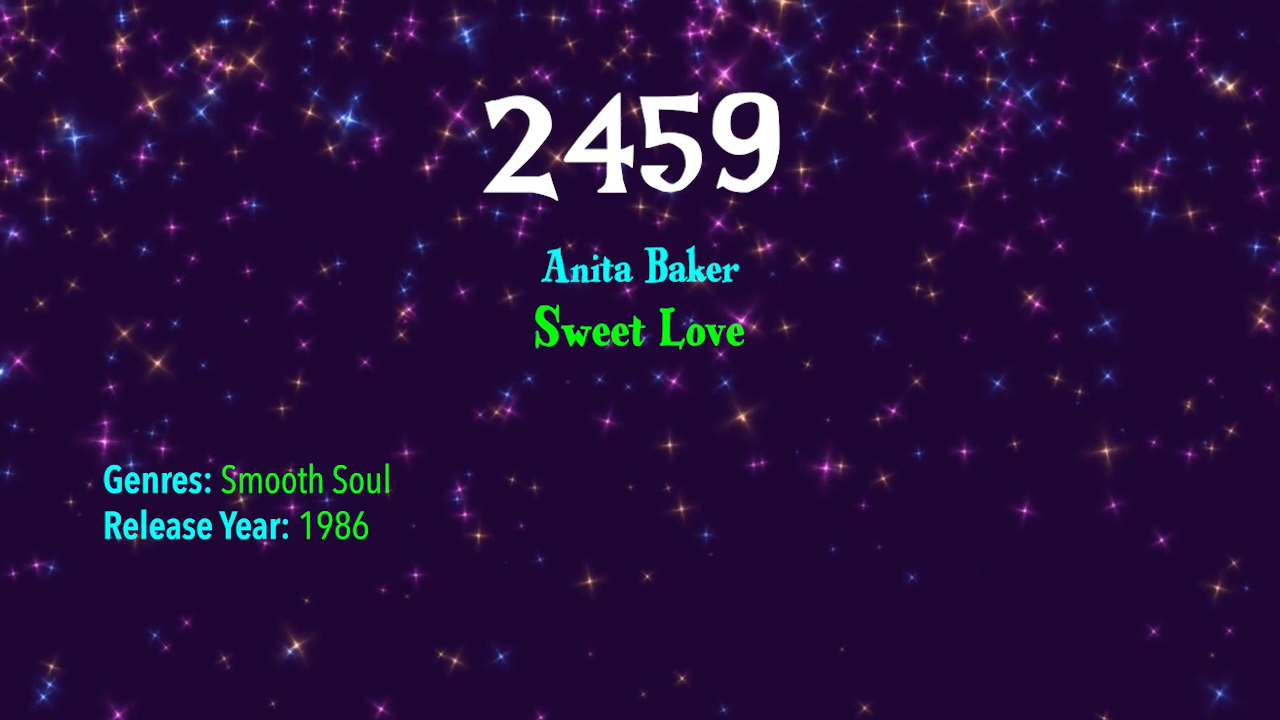 2459
Anita Baker
Sweet Love
Genres: Smooth Soul
Release Year: 1986